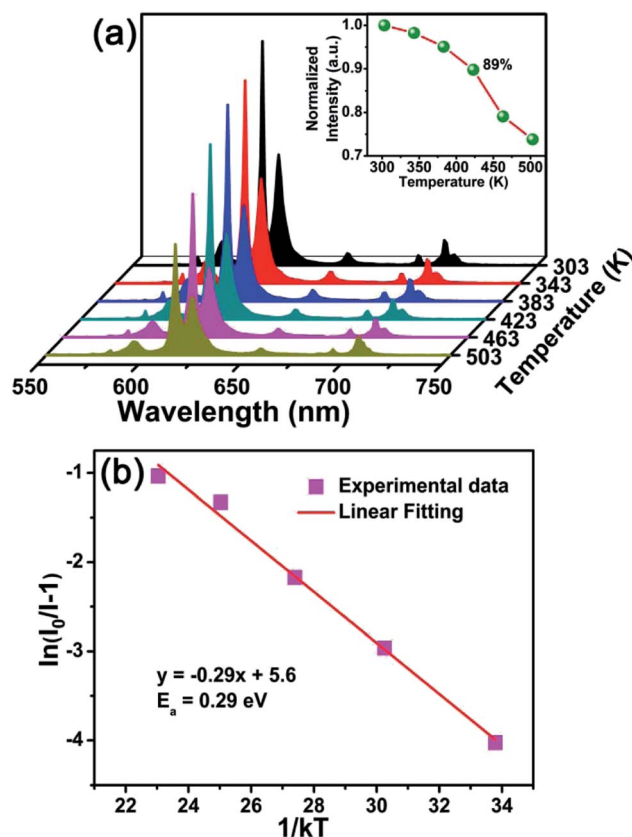 (a)
Normalized
Intensity (a.u.)
1.0
0.9
0.8
0.7
89%
300 350 400 450 500
Temperature (K)
303
343
383
423
463
503
Temperature (K)
550 600 650 700 750
Wavelength (nm)
(b)
ln(I0/I-1)
-1
-2
-3
-4
Experimental data
Linear Fitting
y = -0.29x + 5.6
Ea = 0.29 eV
22 24 26 28 30 32 34
1/kT